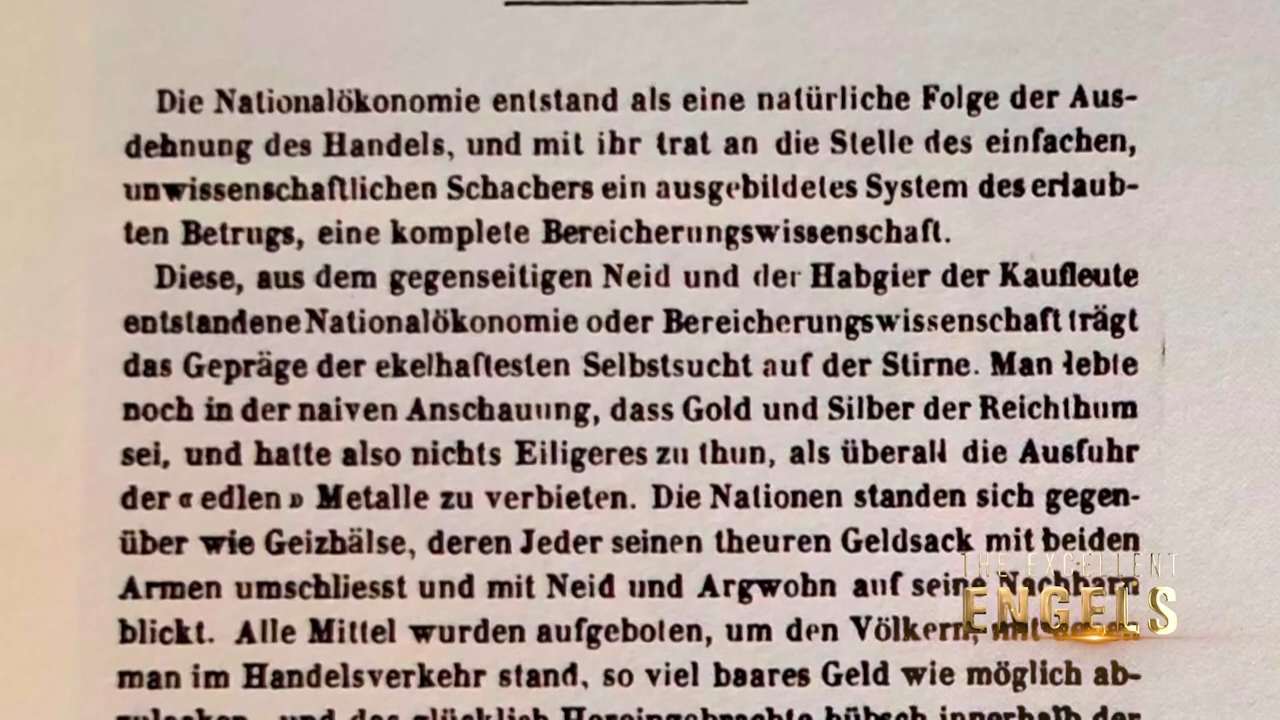 Die Nationalökonomie entstand als eine natürliche Folge der Aus-
dehnung des Handels, und mit ihr trat an die Stelle des einfachen,
unwissenschaftlichen Schachers ein ausgebildetes System des erlaub-
ten Betrugs, eine komplete Bereicherungswissenschaft.
Diese, aus dem gegenseitigen Neid und der Habgier der Kaufleute
entstandene Nationalökonomie oder Bereicherungswissenschaft trägt
das Gepräge der ekelhaftesten Selbstsucht auf der Stirne. Man lebte
noch in der naiven Anschauung, dass Gold und Silber der Reichthum
sei, und hatte also nichts Eiligeres zu thun, als überall die Ausfuhr
der « edlen » Metalle zu verbieten. Die Nationen standen sich gegen-
über wie Geizhälse, deren Jeder seinen theuren Geldsack mit beiden
Armen umschliesst und mit Neid und Argwohn auf seine Nachbarn
blickt. Alle Mittel wurden aufgeboten, um den Völkern, mit
man im Handelsverkehr stand, so viel baares Geld wie möglich ab-
THE EXCELLENT
ENGELS